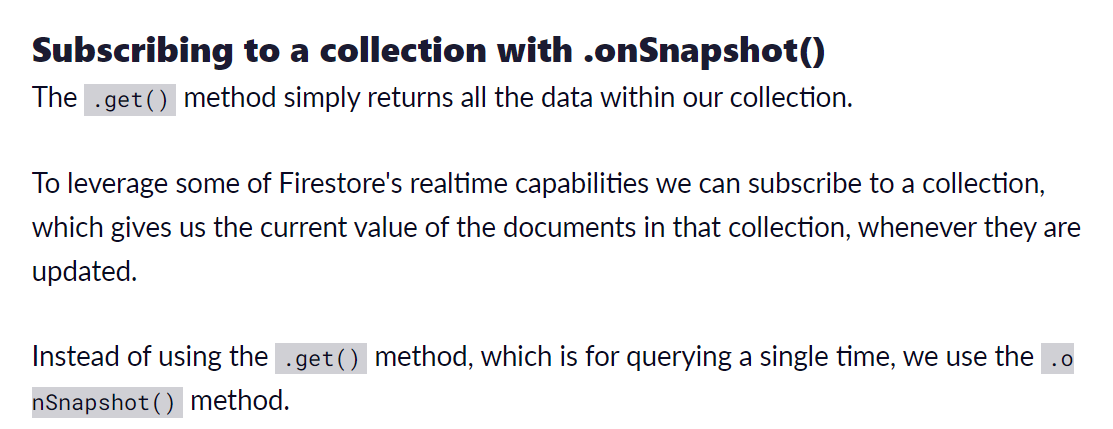 Subscribing to a collection with .onSnapshot()
The .get() method simply returns all the data within our collection.
To leverage some of Firestore's realtime capabilities we can subscribe to a collection,
which gives us the current value of the documents in that collection, whenever they are
updated.
Instead of using the .get() method, which is for querying a single time, we use the .o
nSnapshot() method.